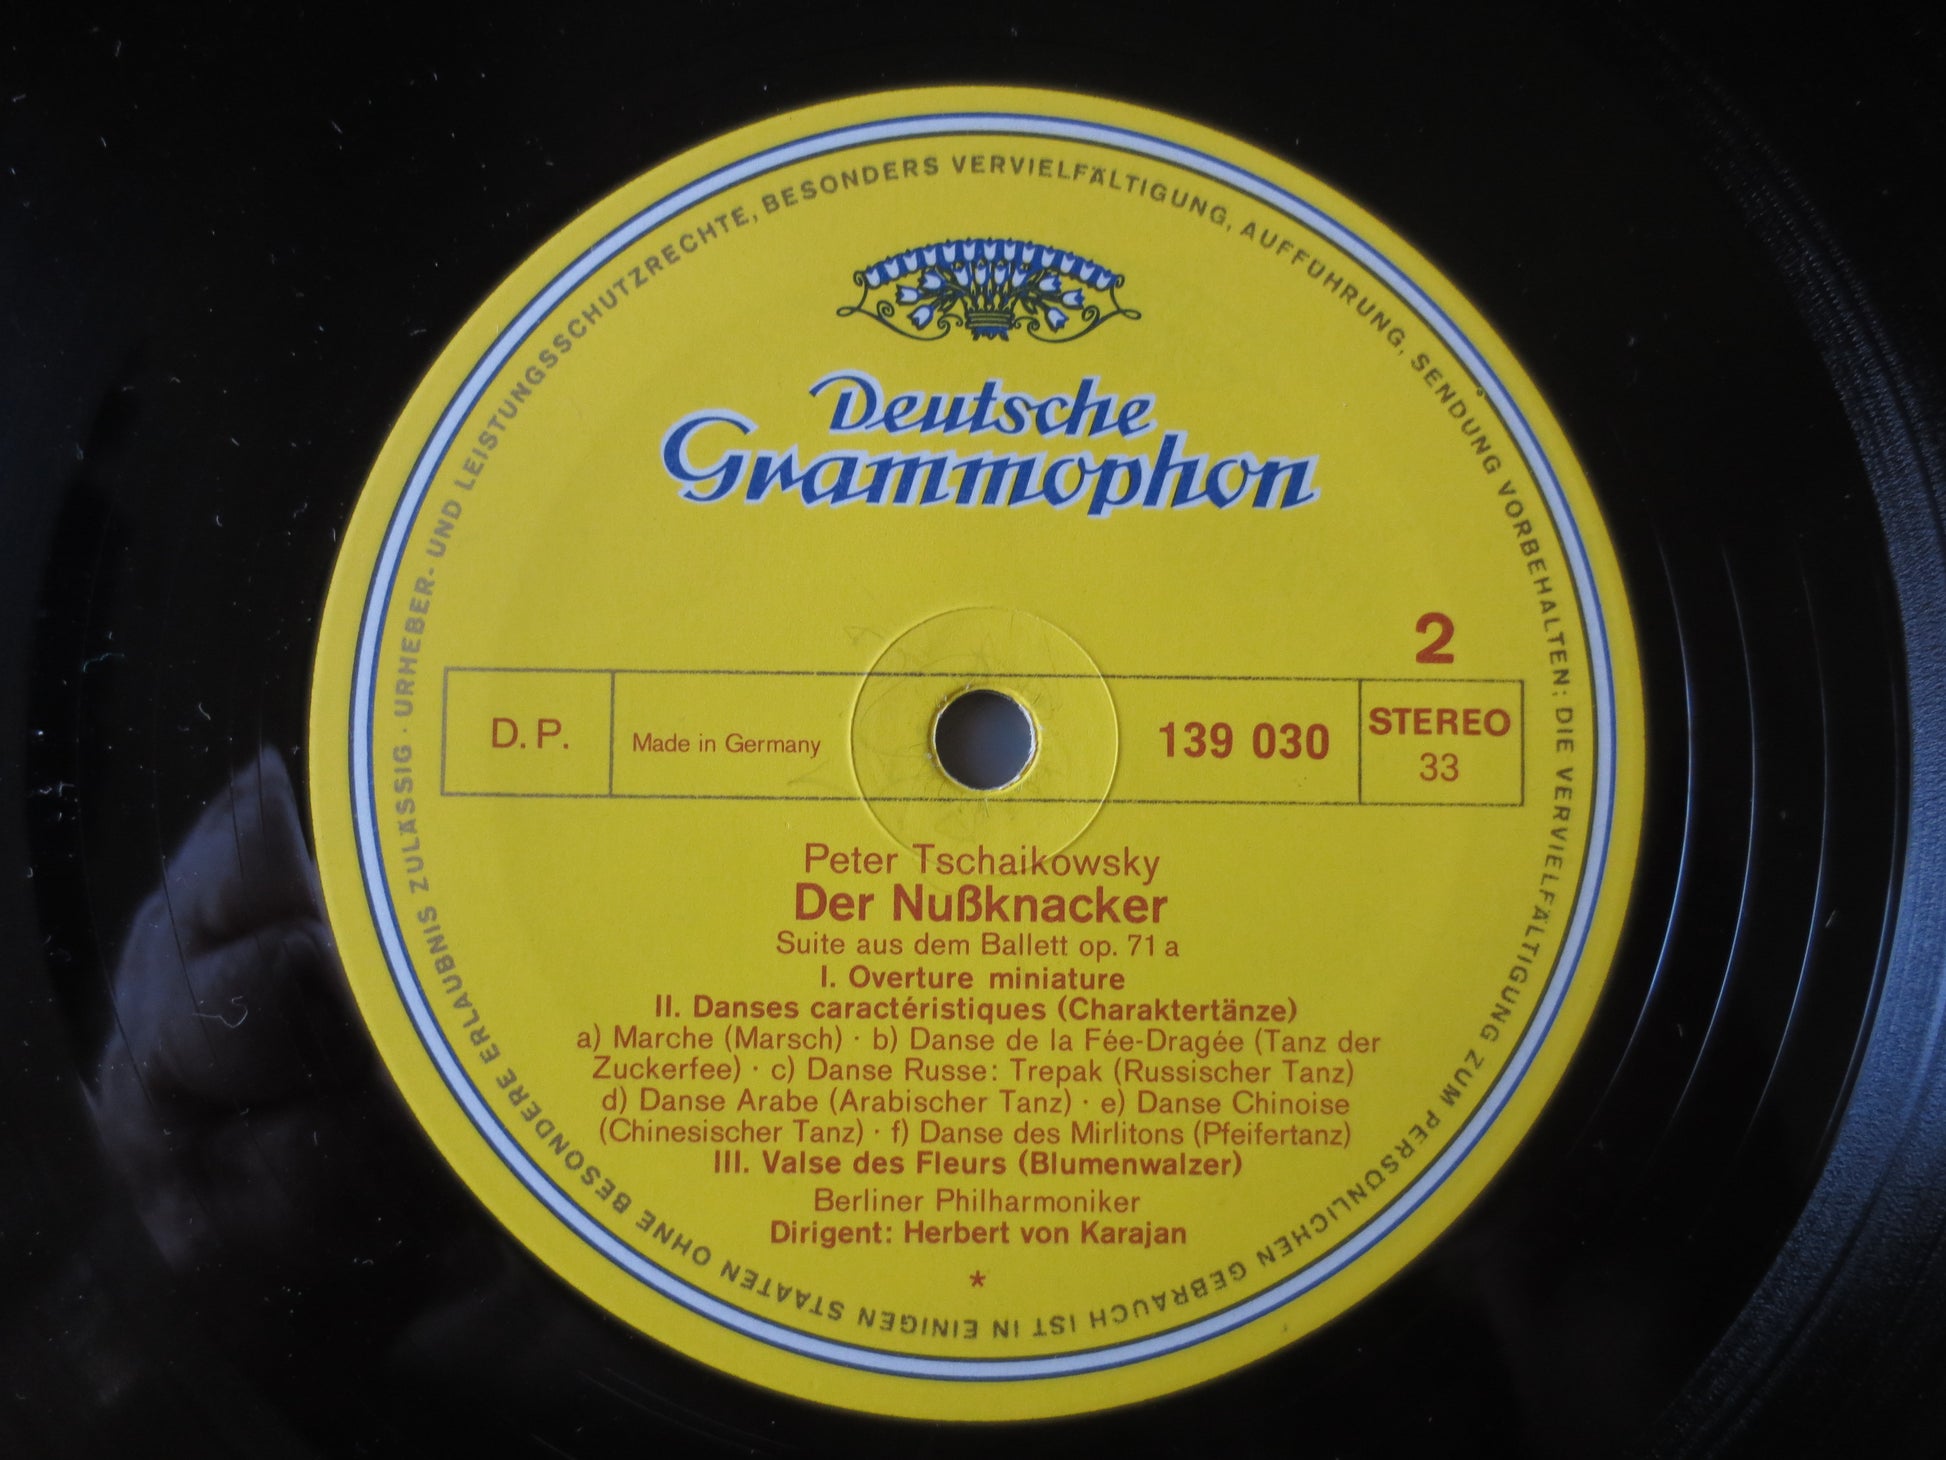 Deutsche
Grammophon
2
D. P.
Made in Germany
139 030
STEREO
33
Peter Tschaikowsky
Der Nußknacker
Suite aus dem Ballett op. 71 a
I. Overture miniature
II. Danses caractéristiques (Charaktertänze)
a) Marche (Marsch) · b) Danse de la Fée-Dragée (Tanz der
Zuckerfee) · c) Danse Russe: Trepak (Russischer Tanz)
d) Danse Arabe (Arabischer Tanz) · e) Danse Chinoise
(Chinesischer Tanz) · f) Danse des Mirlitons (Pfeifertanz)
III. Valse des Fleurs (Blumenwalzer)
Berliner Philharmoniker
Dirigent: Herbert von Karajan
*
URHEBER- UND LEISTUNGSSCHUTZRECHTE, BESONDERS VERVIELFÄLTIGUNG, AUFFÜHRUNG, SENDUNG VORBEHALTEN; DIE VERVIELFÄLTIGUNG ZUM PERSÖNLICHEN GEBRAUCH IST IN EINIGEN STAATEN OHNE BESONDERE ERLAUBNIS ZULÄSSIG ·